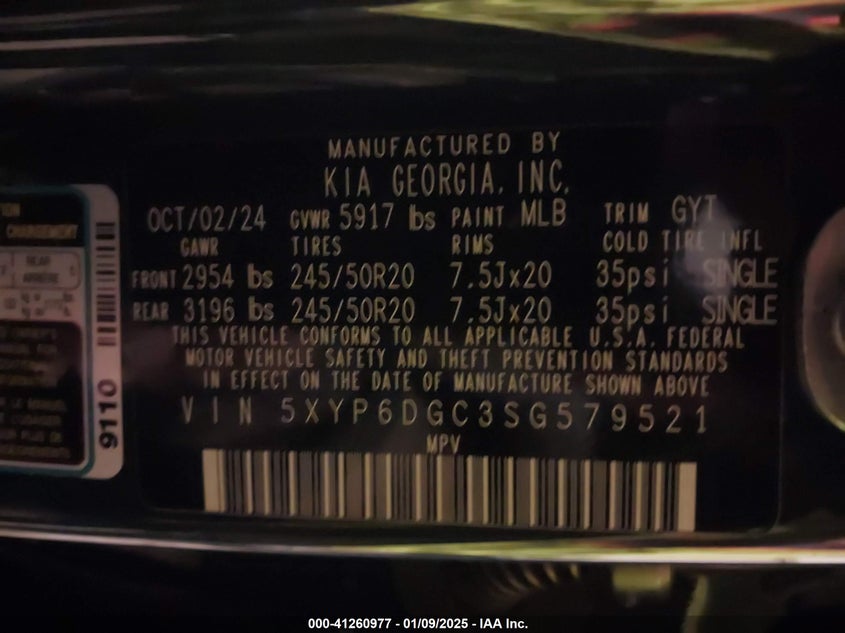 MANUFACTURED BY
KIA GEORGIA, INC.
OCT/02/24 GVWR 5917 lbs PAINT MLB TRIM GYT
GAWR TIRES RIMS COLD TIRE INFL
FRONT 2954 lbs 245/50R20 7.5Jx20 35psi SINGLE
REAR 3196 lbs 245/50R20 7.5Jx20 35psi SINGLE
THIS VEHICLE CONFORMS TO ALL APPLICABLE U.S.A. FEDERAL
MOTOR VEHICLE SAFETY AND THEFT PREVENTION STANDARDS
IN EFFECT ON THE DATE OF MANUFACTURE SHOWN ABOVE
VIN 5XYP6DGC3SG579521
MPV
CHARGEMENT
REAR
ARRIÈRE
9110
000-41260977 - 01/09/2025 - IAA Inc.